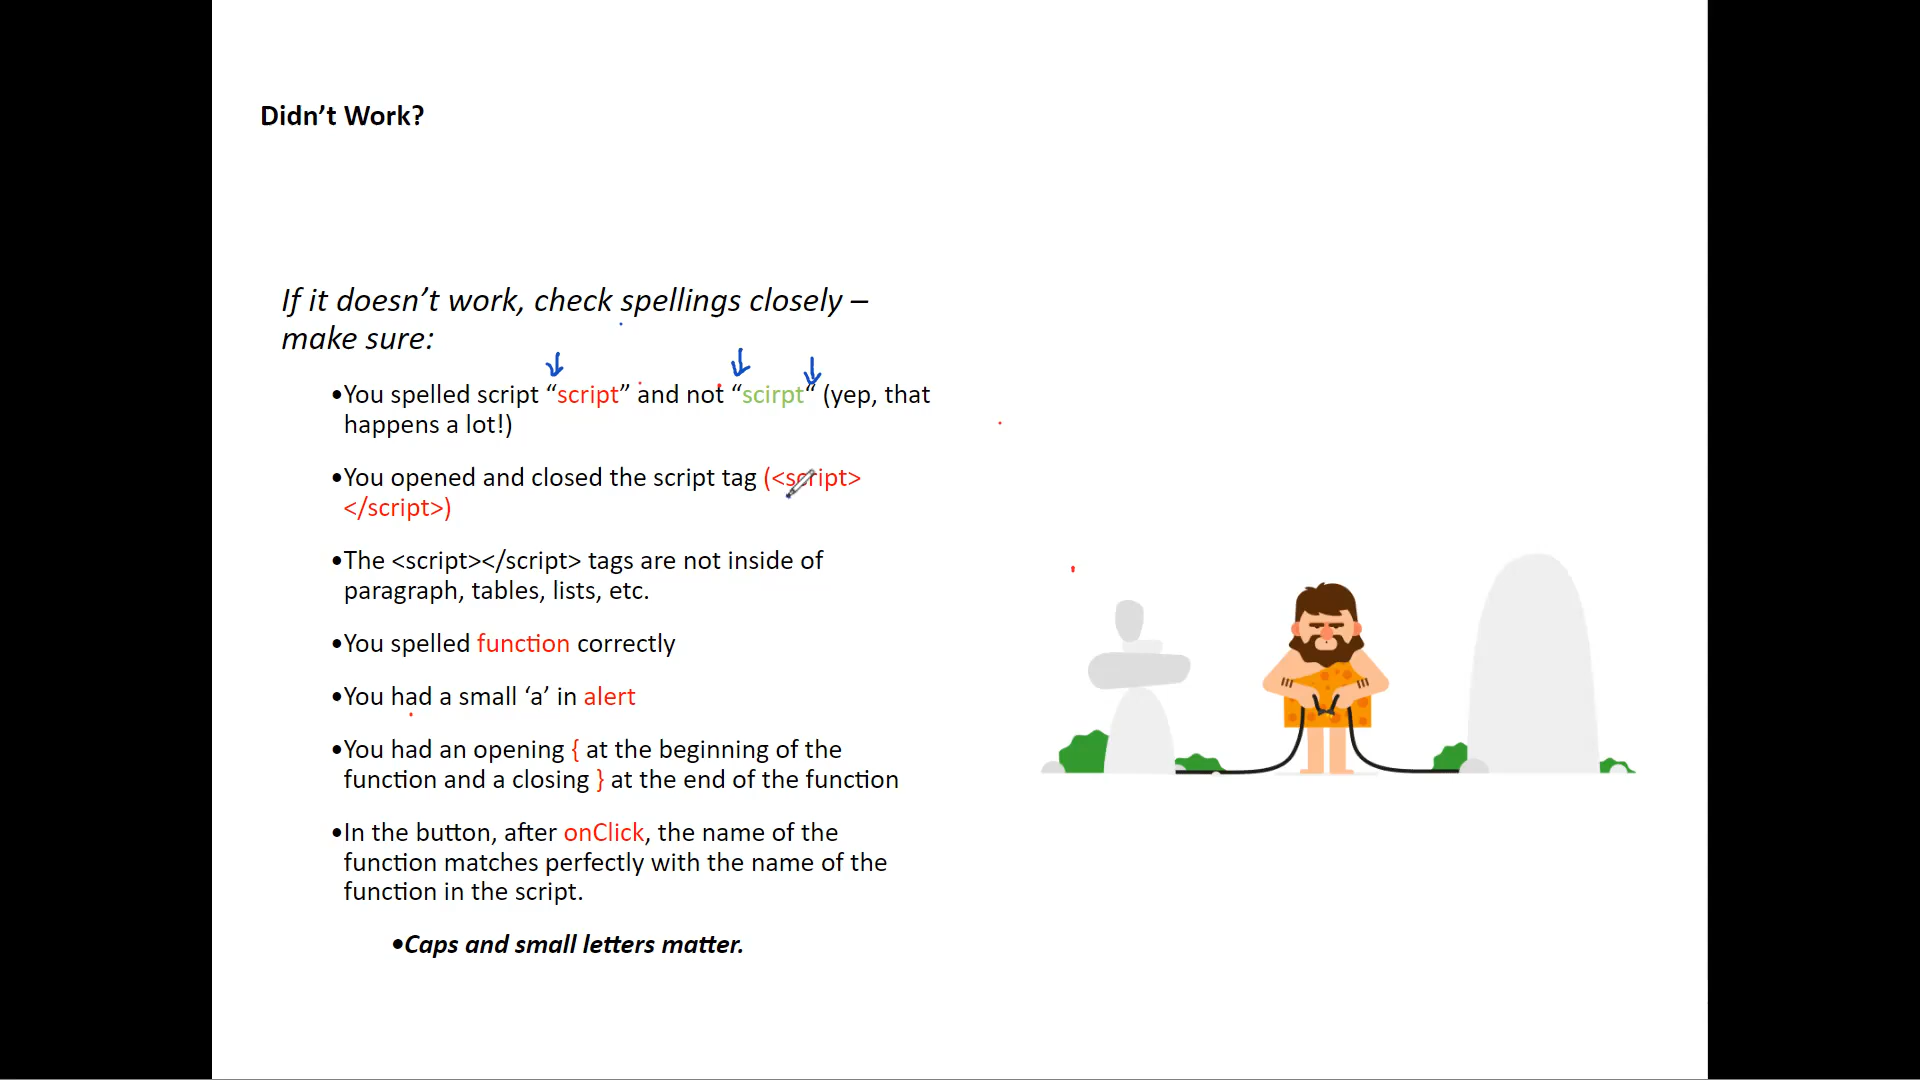 Didn’t Work?
If it doesn’t work, check spellings closely –
make sure:
•You spelled script “script” and not “scirpt“ (yep, that
happens a lot!)
•You opened and closed the script tag (<script>
</script>)
•The <script></script> tags are not inside of
paragraph, tables, lists, etc.
•You spelled function correctly
•You had a small ‘a’ in alert
•You had an opening { at the beginning of the
function and a closing } at the end of the function
•In the button, after onClick, the name of the
function matches perfectly with the name of the
function in the script.
•Caps and small letters matter.